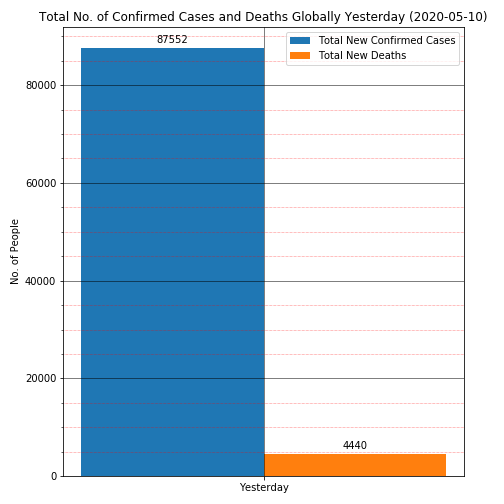 Total No. of Confirmed Cases and Deaths Globally Yesterday (2020-05-10)
87552
Total New Confirmed Cases
Total New Deaths
80000
60000
No. of People
40000
20000
4440
0
Yesterday